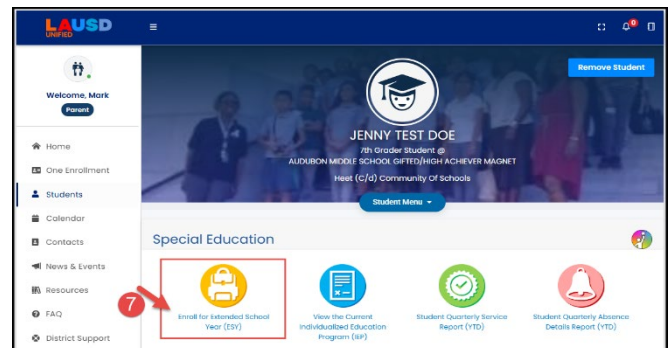 LAUSD
UNIFIED
0
Remove Student
Welcome, Mark
Parent
JENNY TEST DOE
7th Grader Student @
AUDUBON MIDDLE SCHOOL GIFTED/HIGH ACHIEVER MAGNET
Heet (C/d) Community Of Schools
Student Menu
Home
One Enrollment
Students
Calendar
Contacts
News & Events
Resources
FAQ
District Support
Special Education
7
Enroll for Extended School
Year (ESY)
View the Current
Individualized Education
Program (IEP)
Student Quarterly Service
Report (YTD)
Student Quarterly Absence
Details Report (YTD)